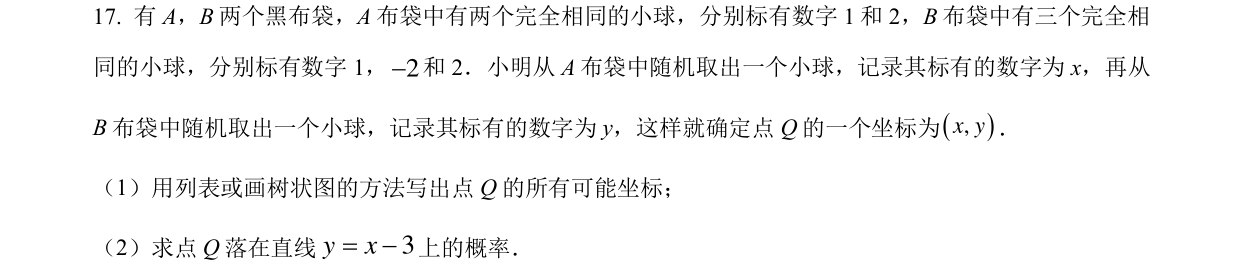 17. 有 A，B 两个黑布袋，A 布袋中有两个完全相同的小球，分别标有数字 1 和 2，B 布袋中有三个完全相
同的小球，分别标有数字 1，−2 和 2．小明从 A 布袋中随机取出一个小球，记录其标有的数字为 x，再从
B 布袋中随机取出一个小球，记录其标有的数字为 y，这样就确定点 Q 的一个坐标为(x, y)．
（1）用列表或画树状图的方法写出点 Q 的所有可能坐标；
（2）求点 Q 落在直线 y = x − 3 上的概率．